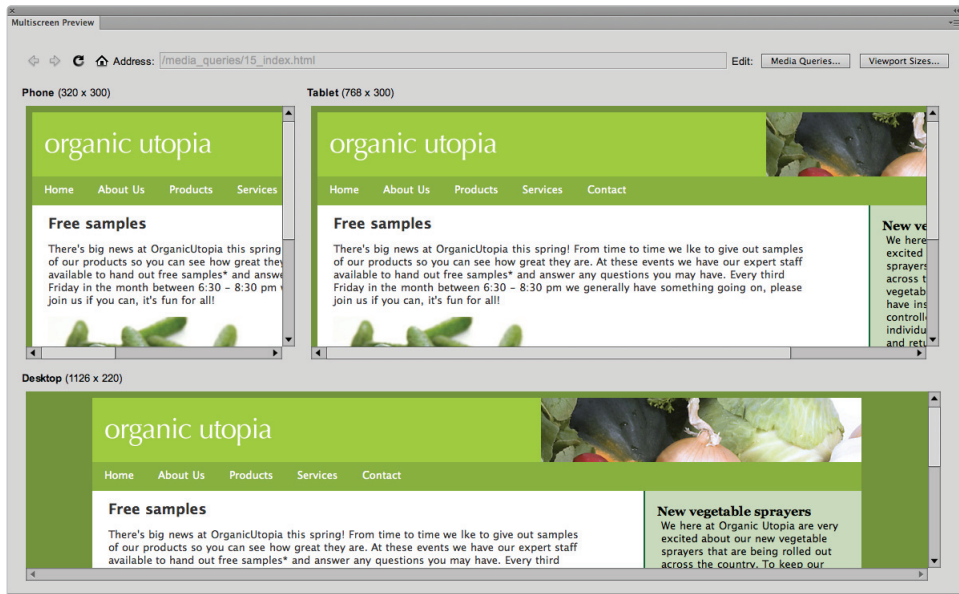 Multiscreen Preview
Address: /media_queries/15_index.html Edit: Media Queries... Viewport Sizes...
Phone (320 x 300)
organic utopia
Home About Us Products Services
Free samples
There's big news at OrganicUtopia this spring
of our products so you can see how great they
available to hand out free samples* and answe
Friday in the month between 6:30 – 8:30 pm
join us if you can, it's fun for all!
Tablet (768 x 300)
organic utopia
Home About Us Products Services Contact
Free samples
There's big news at OrganicUtopia this spring! From time to time we lke to give out samples
of our products so you can see how great they are. At these events we have our expert staff
available to hand out free samples* and answer any questions you may have. Every third
Friday in the month between 6:30 – 8:30 pm we generally have something going on, please
join us if you can, it's fun for all!
New ve
We here
excited
sprayers
across t
vegetab
have ins
controll
individu
and retu
Desktop (1126 x 220)
organic utopia
Home About Us Products Services Contact
Free samples
There's big news at OrganicUtopia this spring! From time to time we lke to give out samples
of our products so you can see how great they are. At these events we have our expert staff
available to hand out free samples* and answer any questions you may have. Every third
New vegetable sprayers
We here at Organic Utopia are very
excited about our new vegetable
sprayers that are being rolled out
across the country. To keep our